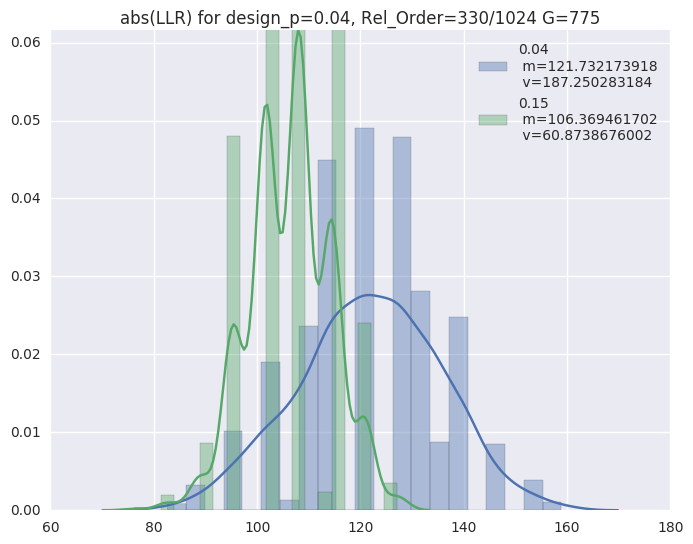 abs(LLR) for design_p=0.04, Rel_Order=330/1024 G=775
0.06
0.05
0.04
0.03
0.02
0.01
0.00
60 80 100 120 140 160 180
0.04
m=121.732173918
v=187.250283184
0.15
m=106.369461702
v=60.8738676002